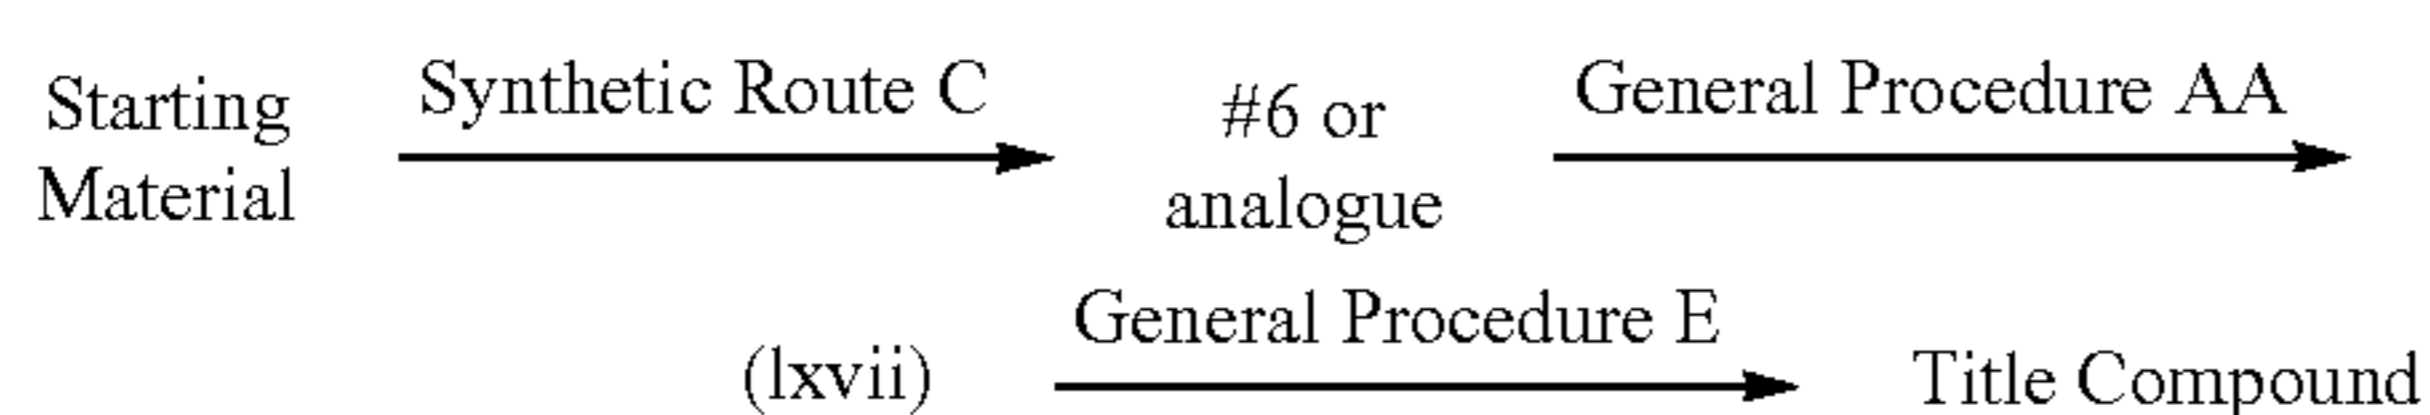 Starting
Material
Synthetic Route C
#6 or
analogue
General Procedure AA
(lxvii)
General Procedure E
Title Compound